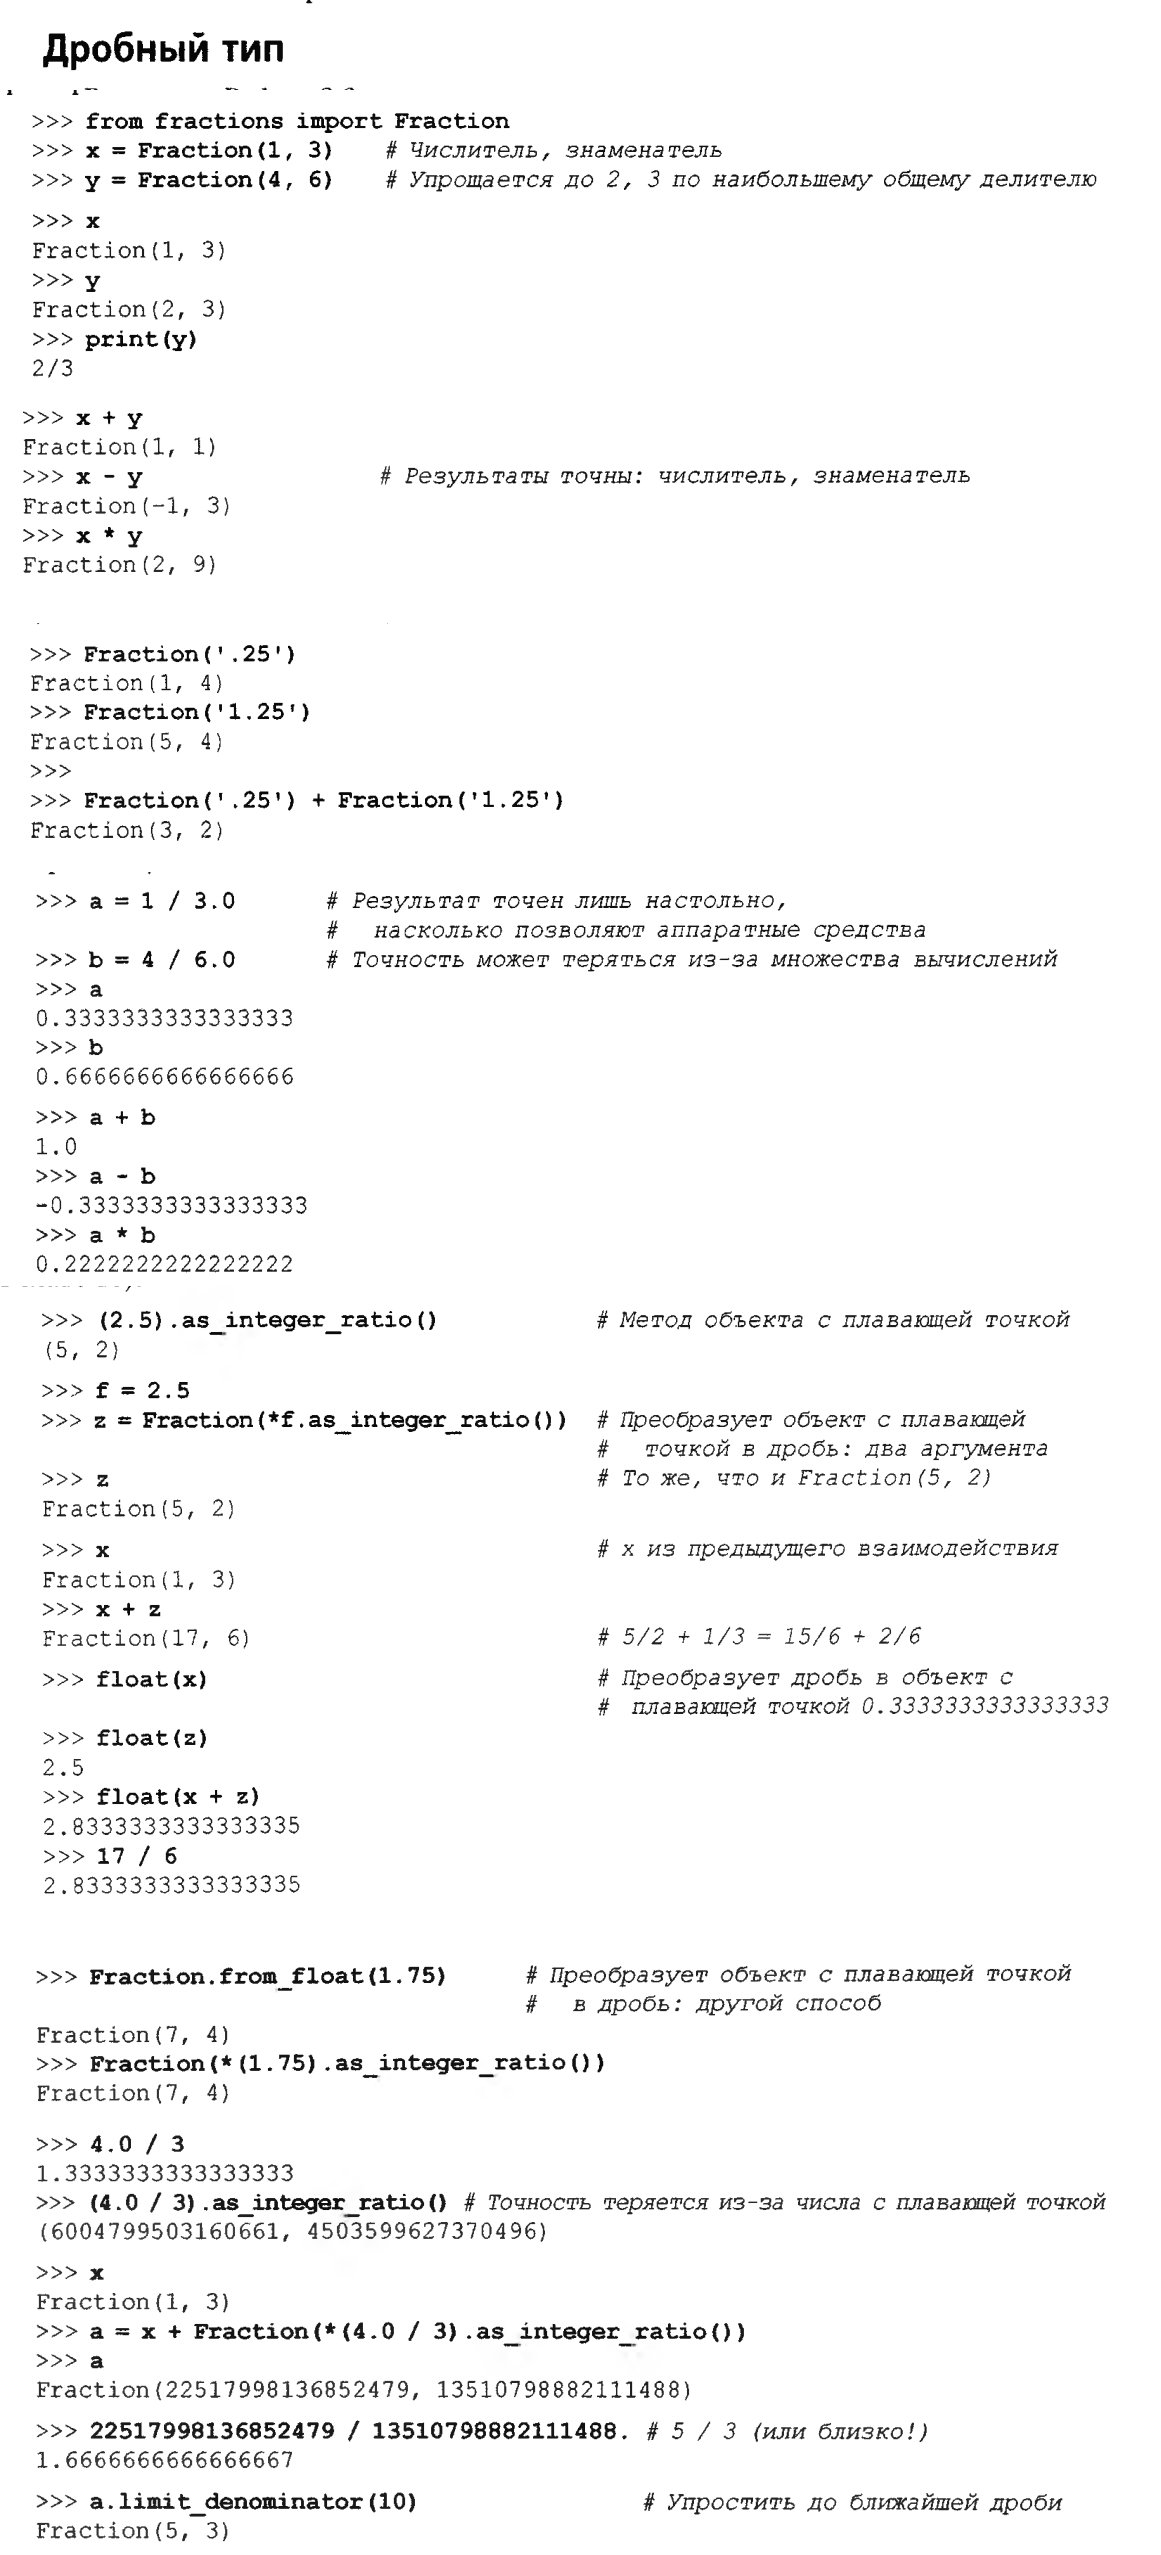 Дробный тип
>>> from fractions import Fraction
>>> x = Fraction(1, 3)    # Числитель, знаменатель
>>> y = Fraction(4, 6)    # Упрощается до 2, 3 по наибольшему общему делителю
>>> x
Fraction(1, 3)
>>> y
Fraction(2, 3)
>>> print(y)
2/3
>>> x + y
Fraction(1, 1)
>>> x - y                 # Результаты точны: числитель, знаменатель
Fraction(-1, 3)
>>> x * y
Fraction(2, 9)
>>> Fraction('.25')
Fraction(1, 4)
>>> Fraction('1.25')
Fraction(5, 4)
>>>
>>> Fraction('.25') + Fraction('1.25')
Fraction(3, 2)
>>> a = 1 / 3.0       # Результат точен лишь настолько,
#   насколько позволяют аппаратные средства
>>> b = 4 / 6.0       # Точность может теряться из-за множества вычислений
>>> a
0.3333333333333333
>>> b
0.6666666666666666
>>> a + b
1.0
>>> a - b
-0.3333333333333333
>>> a * b
0.2222222222222222
>>> (2.5).as_integer_ratio()            # Метод объекта с плавающей точкой
(5, 2)
>>> f = 2.5
>>> z = Fraction(*f.as_integer_ratio())  # Преобразует объект с плавающей
#   точкой в дробь: два аргумента
>>> z                                    # То же, что и Fraction(5, 2)
Fraction(5, 2)
>>> x                                    # x из предыдущего взаимодействия
Fraction(1, 3)
>>> x + z
Fraction(17, 6)                          # 5/2 + 1/3 = 15/6 + 2/6
>>> float(x)                             # Преобразует дробь в объект с
#  плавающей точкой 0.3333333333333333
>>> float(z)
2.5
>>> float(x + z)
2.8333333333333335
>>> 17 / 6
2.8333333333333335
>>> Fraction.from_float(1.75)      # Преобразует объект с плавающей точкой
#   в дробь: другой способ
Fraction(7, 4)
>>> Fraction(*(1.75).as_integer_ratio())
Fraction(7, 4)
>>> 4.0 / 3
1.3333333333333333
>>> (4.0 / 3).as_integer_ratio() # Точность теряется из-за числа с плавающей точкой
(6004799503160661, 4503599627370496)
>>> x
Fraction(1, 3)
>>> a = x + Fraction(*(4.0 / 3).as_integer_ratio())
>>> a
Fraction(22517998136852479, 13510798882111488)
>>> 22517998136852479 / 13510798882111488. # 5 / 3 (или близко!)
1.6666666666666667
>>> a.limit_denominator(10)                 # Упростить до ближайшей дроби
Fraction(5, 3)